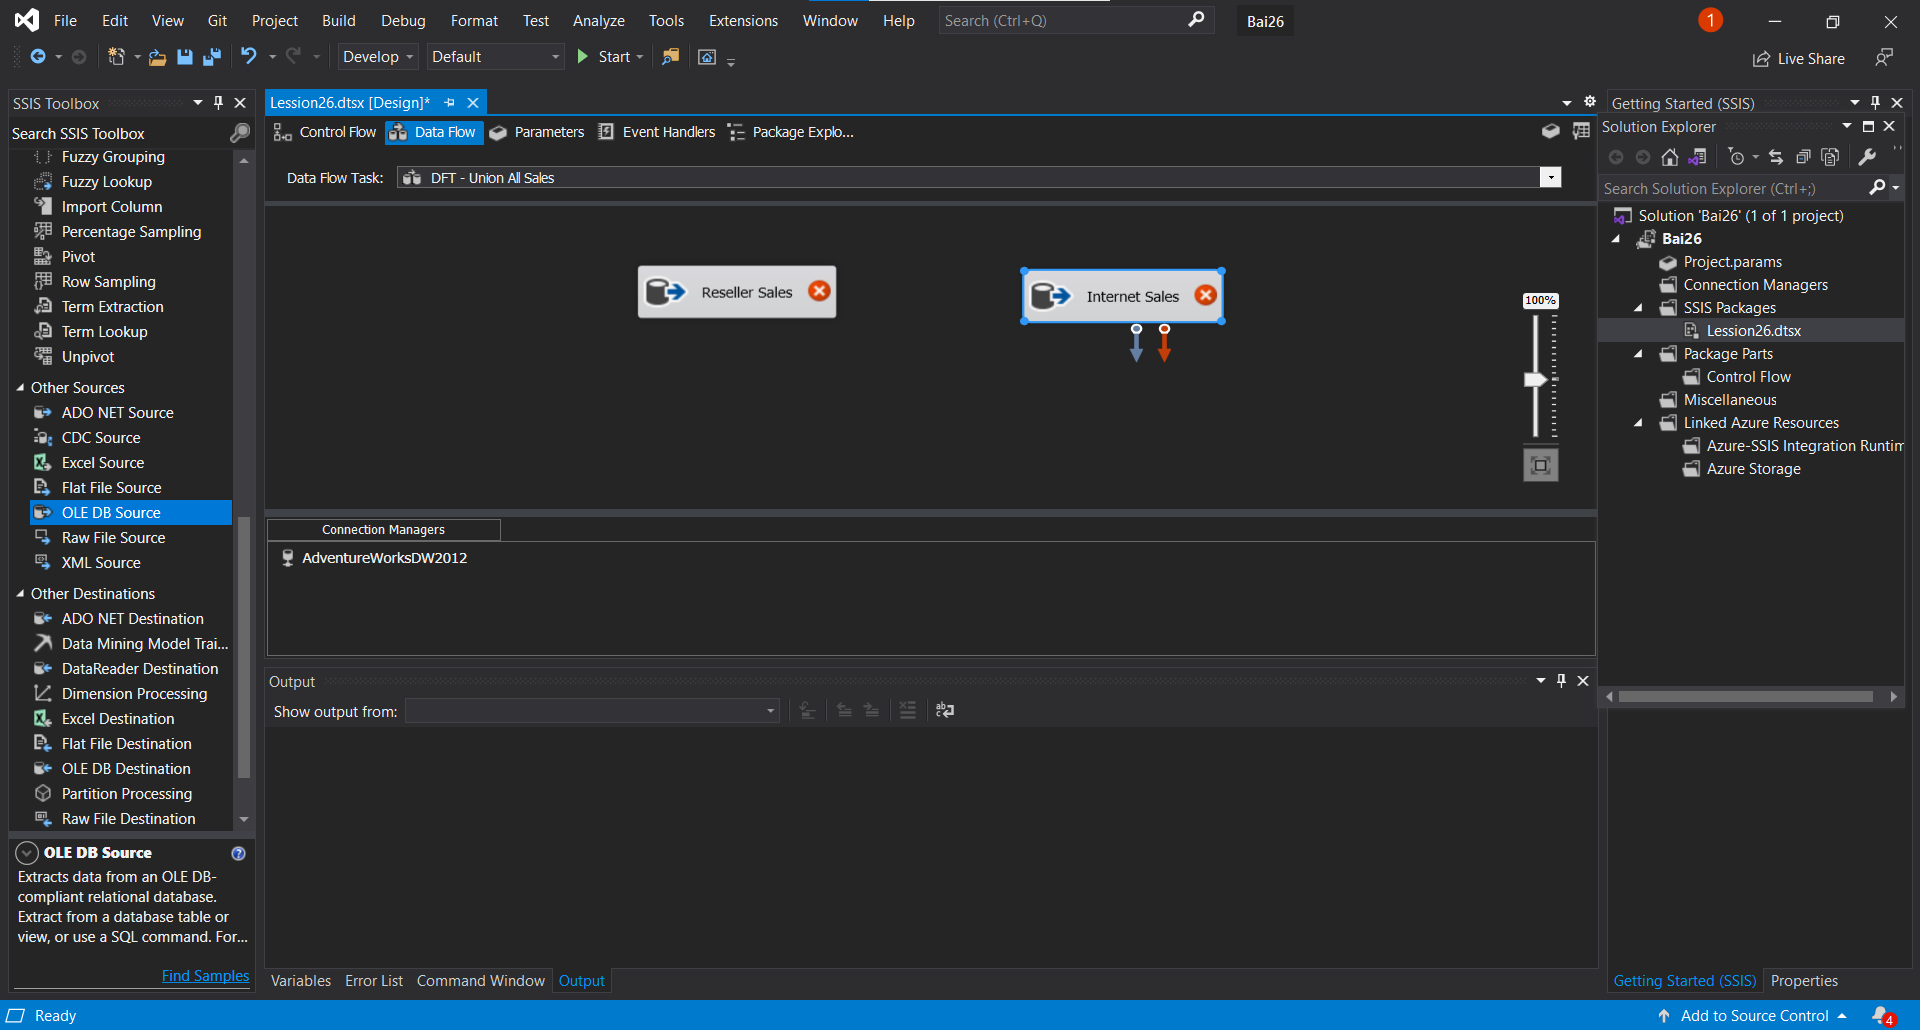 File Edit View Git Project Build Debug Format Test Analyze Tools Extensions Window Help Search (Ctrl+Q) Bai26 1
Develop Default Start Live Share
SSIS Toolbox
Search SSIS Toolbox
Fuzzy Grouping
Fuzzy Lookup
Import Column
Percentage Sampling
Pivot
Row Sampling
Term Extraction
Term Lookup
Unpivot
Other Sources
ADO NET Source
CDC Source
Excel Source
Flat File Source
OLE DB Source
Raw File Source
XML Source
Other Destinations
ADO NET Destination
Data Mining Model Trai...
DataReader Destination
Dimension Processing
Excel Destination
Flat File Destination
OLE DB Destination
Partition Processing
Raw File Destination
OLE DB Source
Extracts data from an OLE DB-
compliant relational database.
Extract from a database table or
view, or use a SQL command. For...
Find Samples
Lession26.dtsx [Design]*
Control Flow Data Flow Parameters Event Handlers Package Explo...
Data Flow Task: DFT - Union All Sales
Reseller Sales
Internet Sales
100%
Connection Managers
AdventureWorksDW2012
Output
Show output from:
Variables Error List Command Window Output
Getting Started (SSIS)
Solution Explorer
Search Solution Explorer (Ctrl+;)
Solution 'Bai26' (1 of 1 project)
Bai26
Project.params
Connection Managers
SSIS Packages
Lession26.dtsx
Package Parts
Control Flow
Miscellaneous
Linked Azure Resources
Azure-SSIS Integration Runtim
Azure Storage
Getting Started (SSIS) Properties
Ready Add to Source Control 4